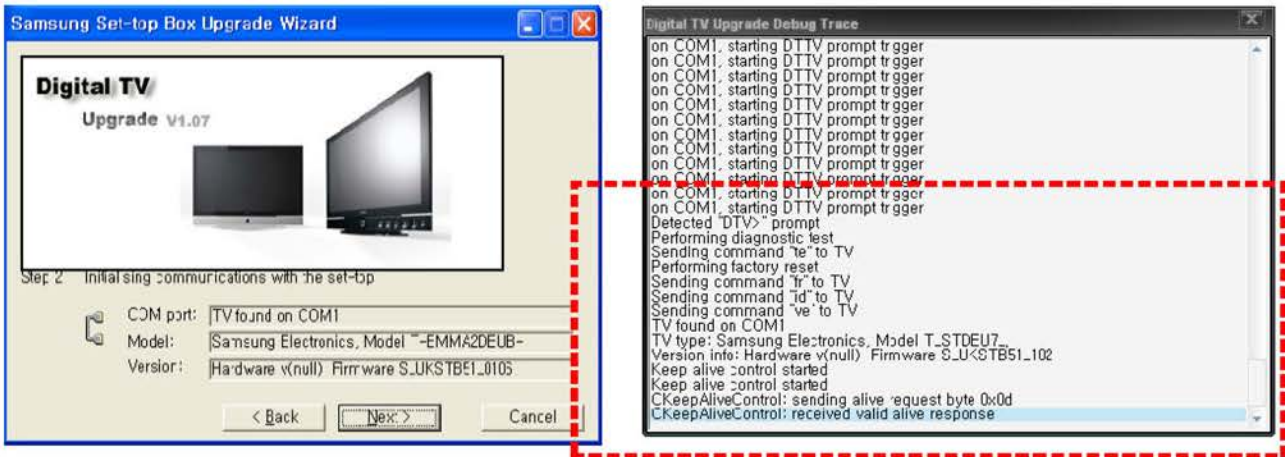 Samsung Set-top Box Upgrade Wizard
Digital TV
Upgrade V1.07
Step 2 Initialising communications with the set-top
COM port: TV found on COM1
Model: Samsung Electronics, Model T-EMMA2DEUB-
Version: Hardware v(null) Firmware S_UKSTB51_0106
< Back
Next >
Cancel
Digital TV Upgrade Debug Trace
on COM1, starting DTTV prompt trigger
on COM1, starting DTTV prompt trigger
on COM1, starting DTTV prompt trigger
on COM1, starting DTTV prompt trigger
on COM1, starting DTTV prompt trigger
on COM1, starting DTTV prompt trigger
on COM1, starting DTTV prompt trigger
on COM1, starting DTTV prompt trigger
on COM1, starting DTTV prompt trigger
on COM1, starting DTTV prompt trigger
on COM1, starting DTTV prompt trigger
on COM1, starting DTTV prompt trigger
Detected "DTV>" prompt
Performing diagnostic test
Sending command "te" to TV
Performing factory reset
Sending command "fr" to TV
Sending command "id" to TV
Sending command "ve" to TV
TV found on COM1
TV type: Samsung Electronics, Model T_STDEU7_,
Version info: Hardware v(null) Firmware S_UKSTB51_102
Keep alive control started
Keep alive control started
CKeepAliveControl: sending alive request byte 0x0d
CKeepAliveControl: received valid alive response